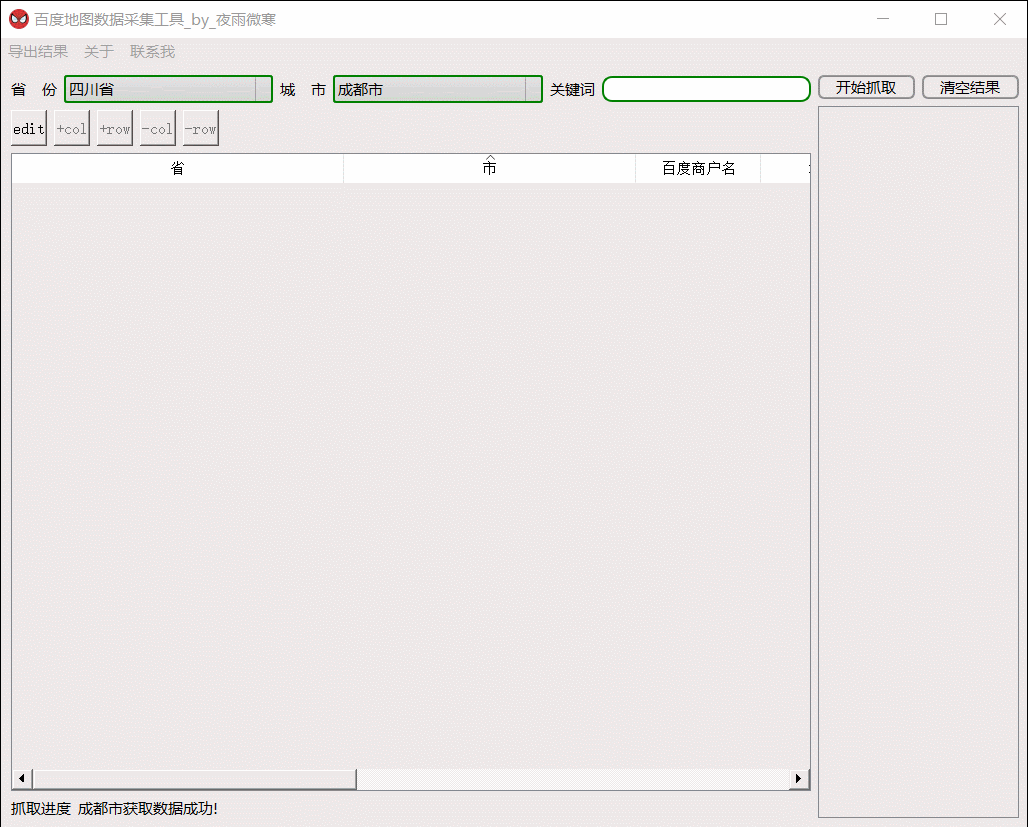 百度地图数据采集工具_by_夜雨微寒
导出结果 关于 联系我
省 份 四川省 城 市 成都市 关键词 开始抓取 清空结果
edit +col +row -col -row
省 市 百度商户名
抓取进度 成都市获取数据成功!